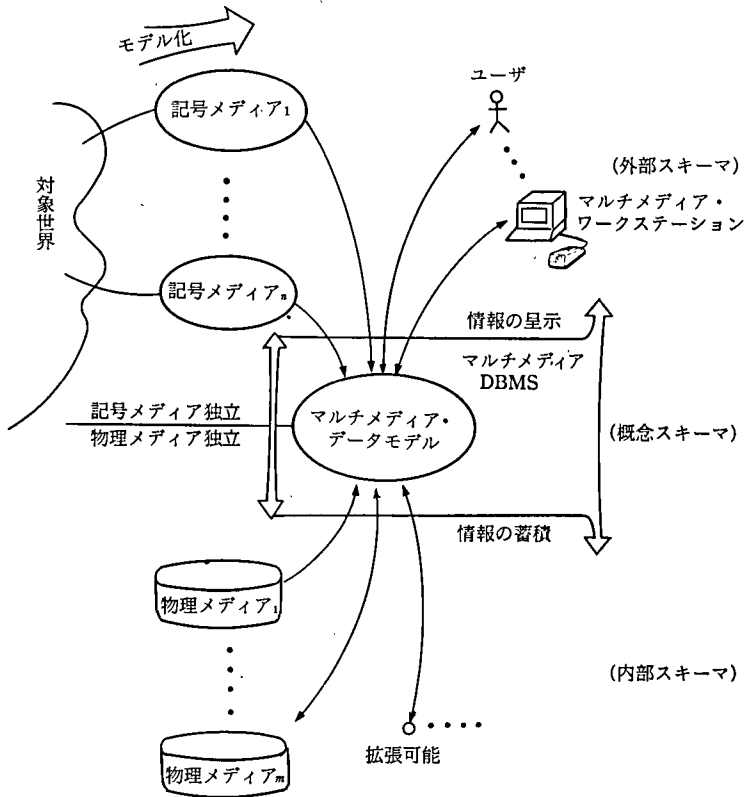 モデル化
記号メディア1
ユーザ
(外部スキーマ)
対象世界
マルチメディア・
ワークステーション
記号メディアn
情報の呈示
マルチメディア
DBMS
記号メディア独立
物理メディア独立
マルチメディア・
データモデル
(概念スキーマ)
情報の蓄積
物理メディア1
(内部スキーマ)
拡張可能
物理メディアm